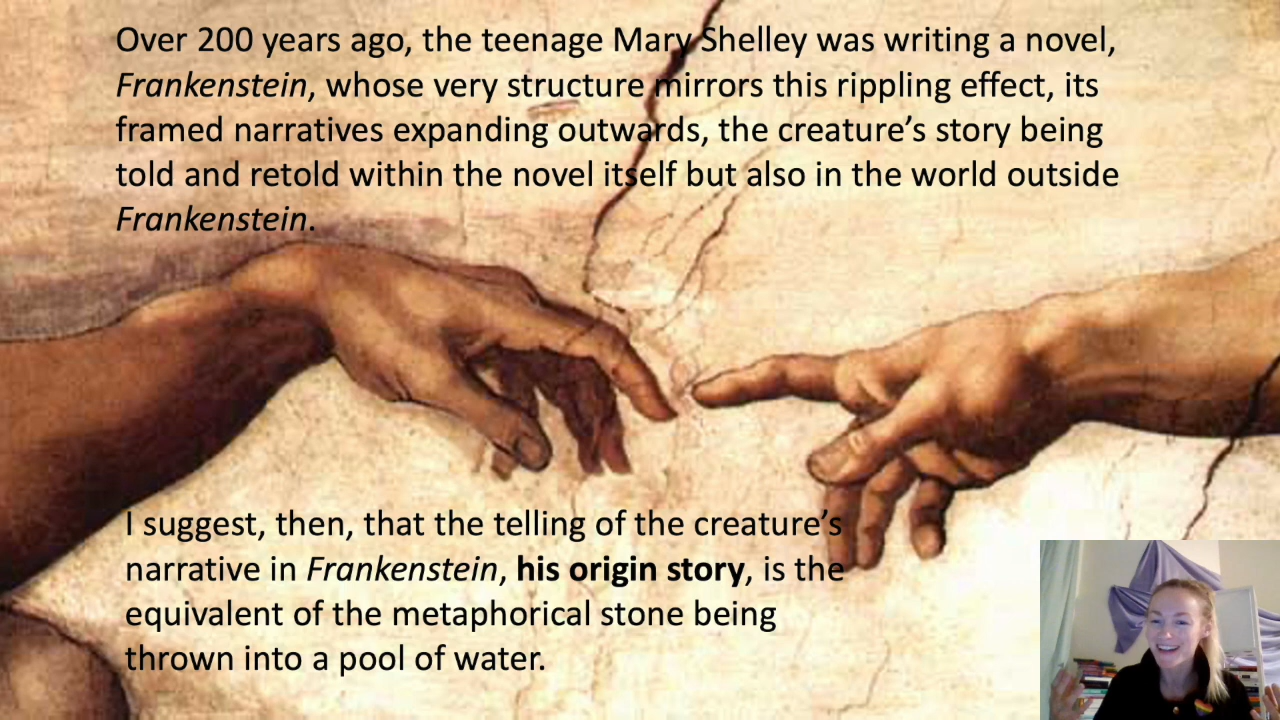 Over 200 years ago, the teenage Mary Shelley was writing a novel,
Frankenstein, whose very structure mirrors this rippling effect, its
framed narratives expanding outwards, the creature’s story being
told and retold within the novel itself but also in the world outside
Frankenstein.
I suggest, then, that the telling of the creature’s
narrative in Frankenstein, his origin story, is the
equivalent of the metaphorical stone being
thrown into a pool of water.